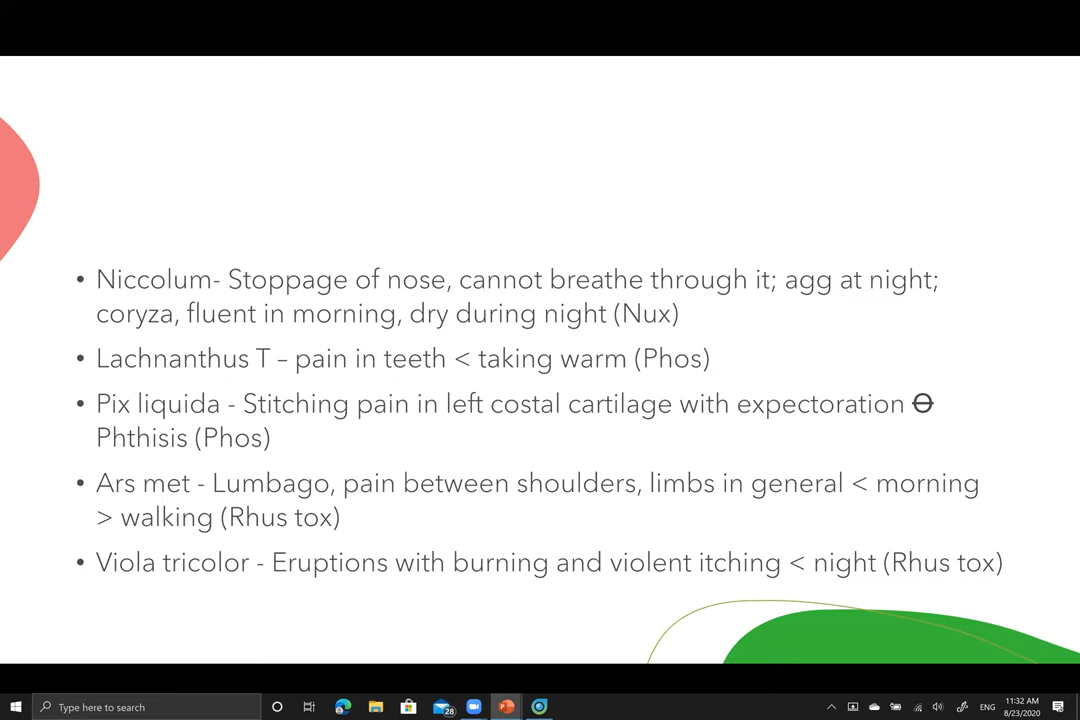 • Niccolum- Stoppage of nose, cannot breathe through it; agg at night;
coryza, fluent in morning, dry during night (Nux)
• Lachnanthus T – pain in teeth < taking warm (Phos)
• Pix liquida - Stitching pain in left costal cartilage with expectoration Ɵ
Phthisis (Phos)
• Ars met - Lumbago, pain between shoulders, limbs in general < morning
> walking (Rhus tox)
• Viola tricolor - Eruptions with burning and violent itching < night (Rhus tox)
Type here to search
28
ENG
11:32 AM
8/23/2020